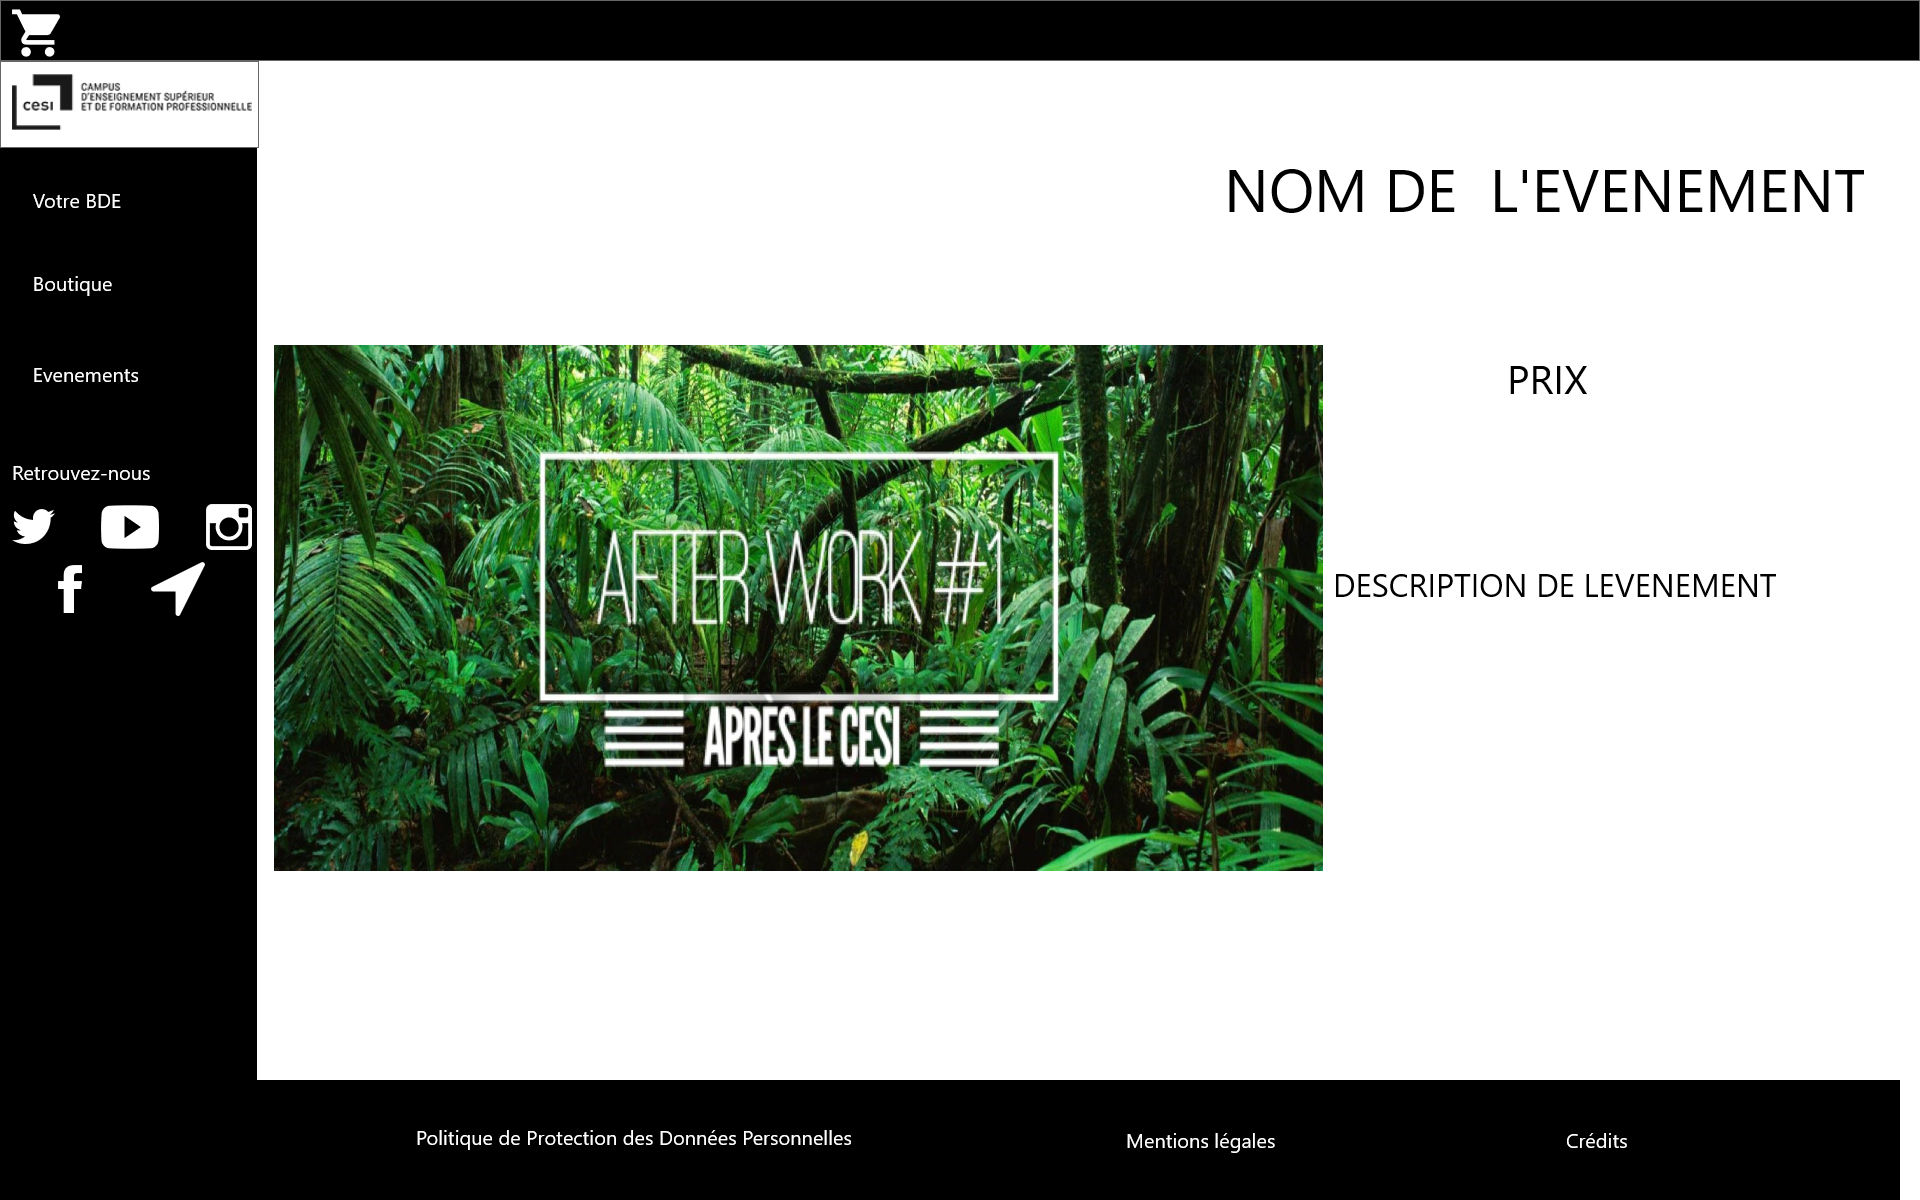 cesi
CAMPUS
D'ENSEIGNEMENT SUPÉRIEUR
ET DE FORMATION PROFESSIONNELLE
Votre BDE
Boutique
Evenements
Retrouvez-nous
NOM DE  L'EVENEMENT
AFTER WORK #1
APRÈS LE CESI
PRIX
DESCRIPTION DE LEVENEMENT
Politique de Protection des Données Personnelles
Mentions légales
Crédits